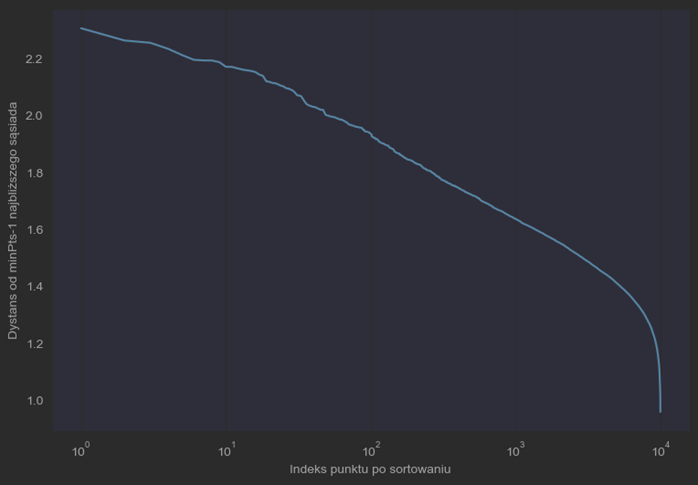 Dystans od minPts-1 najbliższego sąsiada
2.2
2.0
1.8
1.6
1.4
1.2
1.0
10⁰ 10¹ 10² 10³ 10⁴
Indeks punktu po sortowaniu